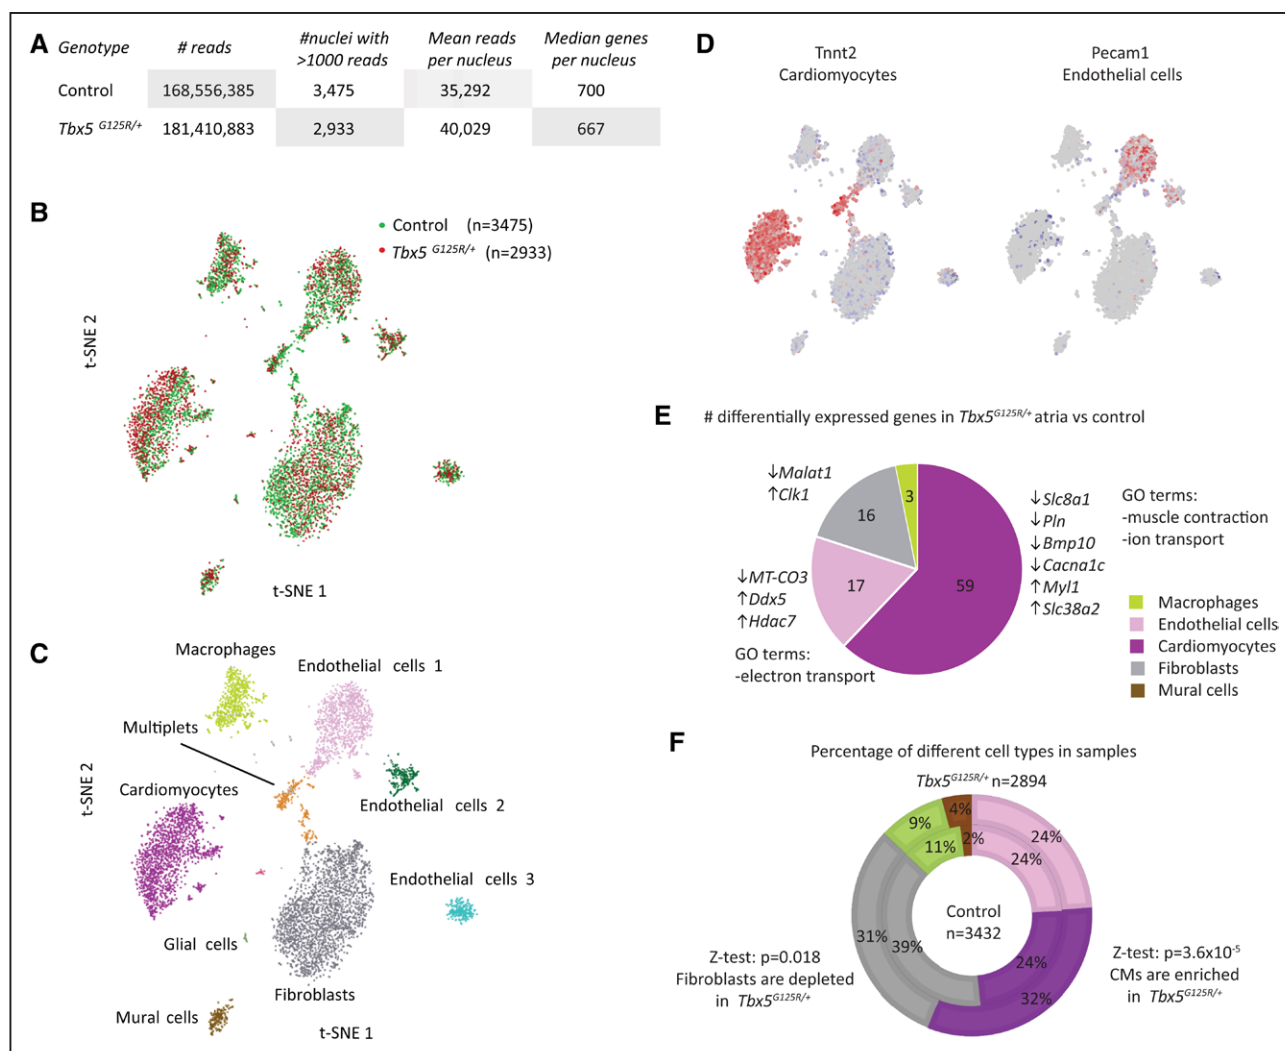 A
Genotype # reads #nuclei with >1000 reads Mean reads per nucleus Median genes per nucleus
Control 168,556,385 3,475 35,292 700
Tbx5 G125R/+ 181,410,883 2,933 40,029 667
B
Control (n=3475)
Tbx5 G125R/+ (n=2933)
t-SNE 2
t-SNE 1
C
Macrophages
Endothelial cells 1
Multiplets
Cardiomyocytes
Endothelial cells 2
Endothelial cells 3
Glial cells
Fibroblasts
Mural cells
t-SNE 2
t-SNE 1
D
Tnnt2
Cardiomyocytes
Pecam1
Endothelial cells
E
# differentially expressed genes in Tbx5G125R/+ atria vs control
↓Malat1
↑Clk1
3
16
17
59
↓MT-CO3
↑Ddx5
↑Hdac7
GO terms:
-electron transport
↓Slc8a1
↓Pln
↓Bmp10
↓Cacna1c
↑Myl1
↑Slc38a2
GO terms:
-muscle contraction
-ion transport
Macrophages
Endothelial cells
Cardiomyocytes
Fibroblasts
Mural cells
F
Percentage of different cell types in samples
Tbx5G125R/+ n=2894
4%
9%
2%
11%
24%
24%
31%
39%
24%
32%
Control
n=3432
Z-test: p=0.018
Fibroblasts are depleted
in Tbx5G125R/+
Z-test: p=3.6x10-5
CMs are enriched
in Tbx5G125R/+